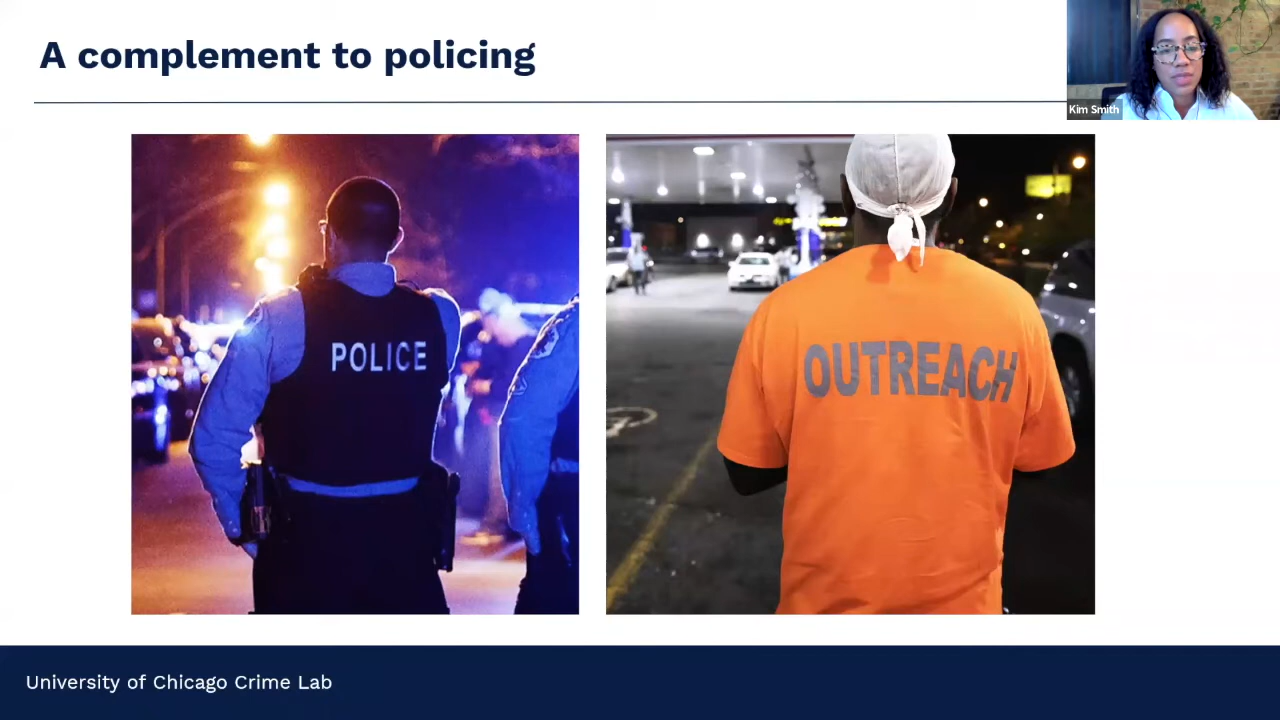 A complement to policing
Kim Smith
POLICE
OUTREACH
University of Chicago Crime Lab